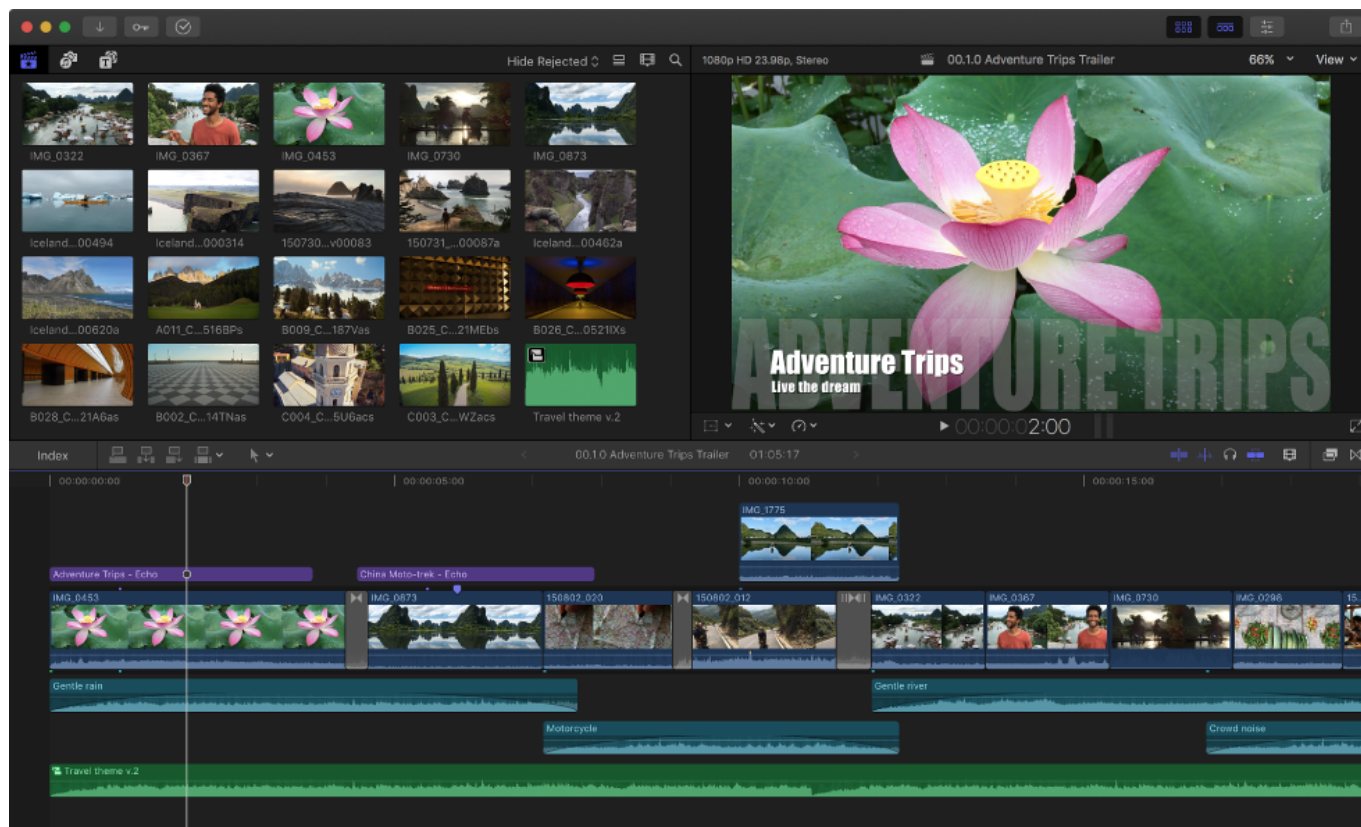 Hide Rejected
1080p HD 23.98p, Stereo
00.1.0 Adventure Trips Trailer
66%
View
IMG_0322
IMG_0367
IMG_0453
IMG_0730
IMG_0873
Iceland...00494
Iceland...000314
150730...v00083
150731_...00087a
Iceland...00462a
Iceland...00620a
A011_C...516BPs
B009_C...187Vas
B025_C...21MEbs
B026_C...0521IXs
B028_C...21A6as
B002_C...14TNas
C004_C...5U6acs
C003_C...WZacs
Travel theme v.2
ADVENTURE TRIPS
Adventure Trips
Live the dream
00:00:02:00
Index
00.1.0 Adventure Trips Trailer
01:05:17
00:00:00:00
00:00:05:00
00:00:10:00
00:00:15:00
IMG_1775
Adventure Trips - Echo
China Moto-trek - Echo
IMG_0453
IMG_0873
150802_020
150802_012
IMG_0322
IMG_0367
IMG_0730
IMG_0298
15...
Gentle rain
Gentle river
Motorcycle
Crowd noise
Travel theme v.2